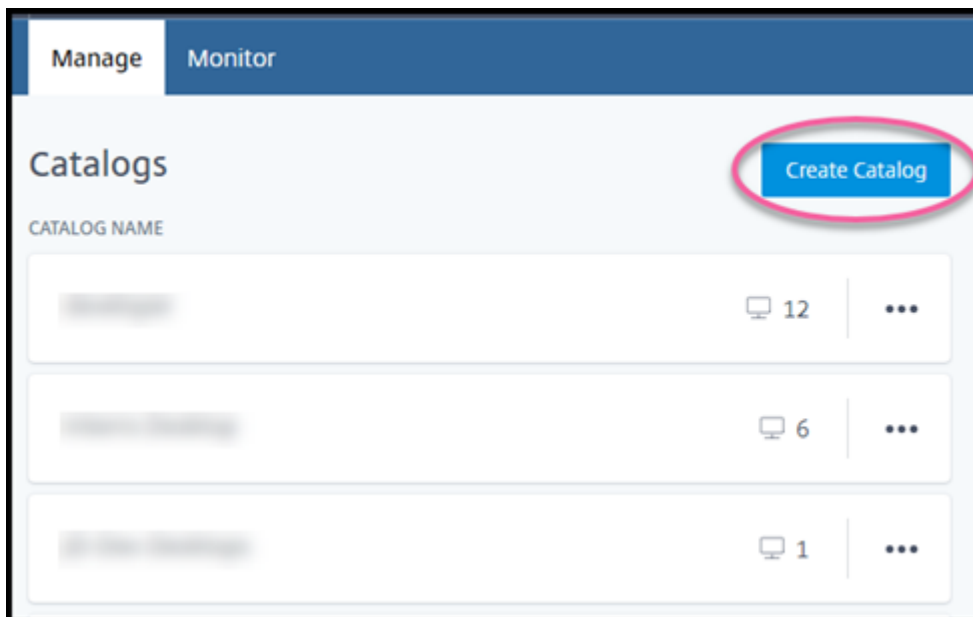 Manage Monitor
Catalogs
Create Catalog
CATALOG NAME
12
6
1